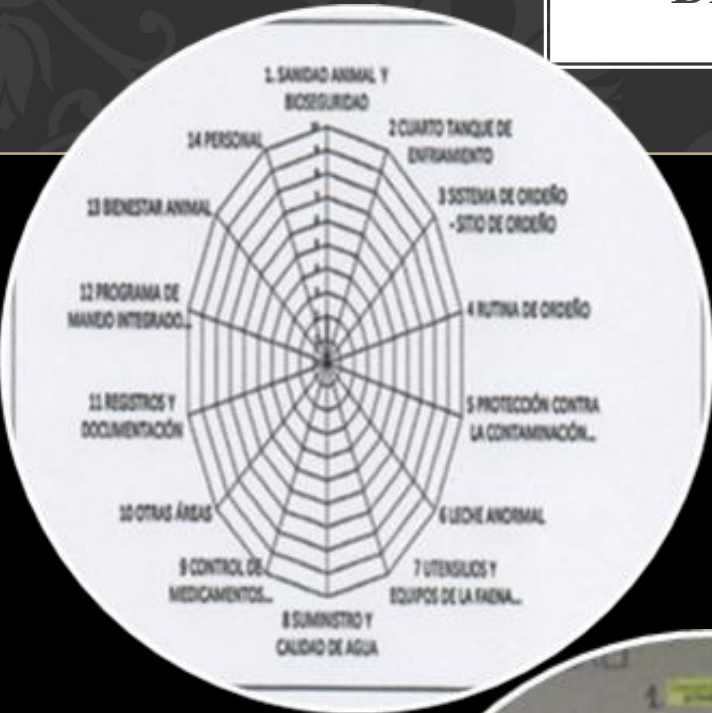 1. SANIDAD ANIMAL Y
BIOSEGURIDAD
2 CUARTO TANQUE DE
ENFRIAMIENTO
3 SISTEMA DE ORDEÑO
- SITIO DE ORDEÑO
4 RUTINA DE ORDEÑO
5 PROTECCIÓN CONTRA
LA CONTAMINACIÓN...
6 LECHE ANORMAL
7 UTENSILIOS Y
EQUIPOS DE LA FAENA...
8 SUMINISTRO Y
CALIDAD DE AGUA
9 CONTROL DE
MEDICAMENTOS...
10 OTRAS ÁREAS
11 REGISTROS Y
DOCUMENTACIÓN
12 PROGRAMA DE
MANEJO INTEGRADO...
13 BIENESTAR ANIMAL
14 PERSONAL
1